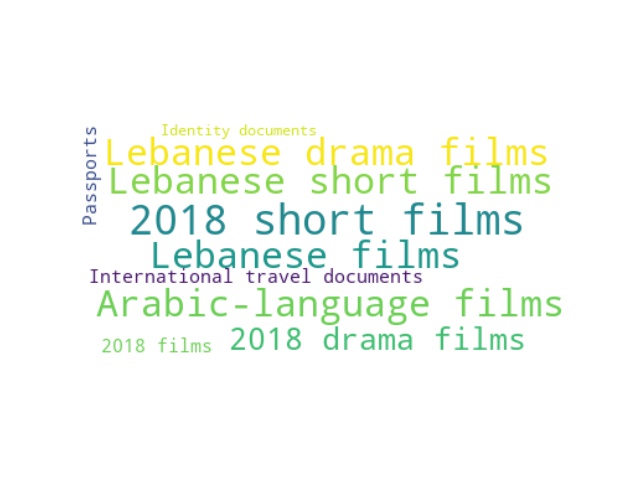 Identity documents
Passports
Lebanese drama films
Lebanese short films
2018 short films
Lebanese films
International travel documents
Arabic-language films
2018 films
2018 drama films